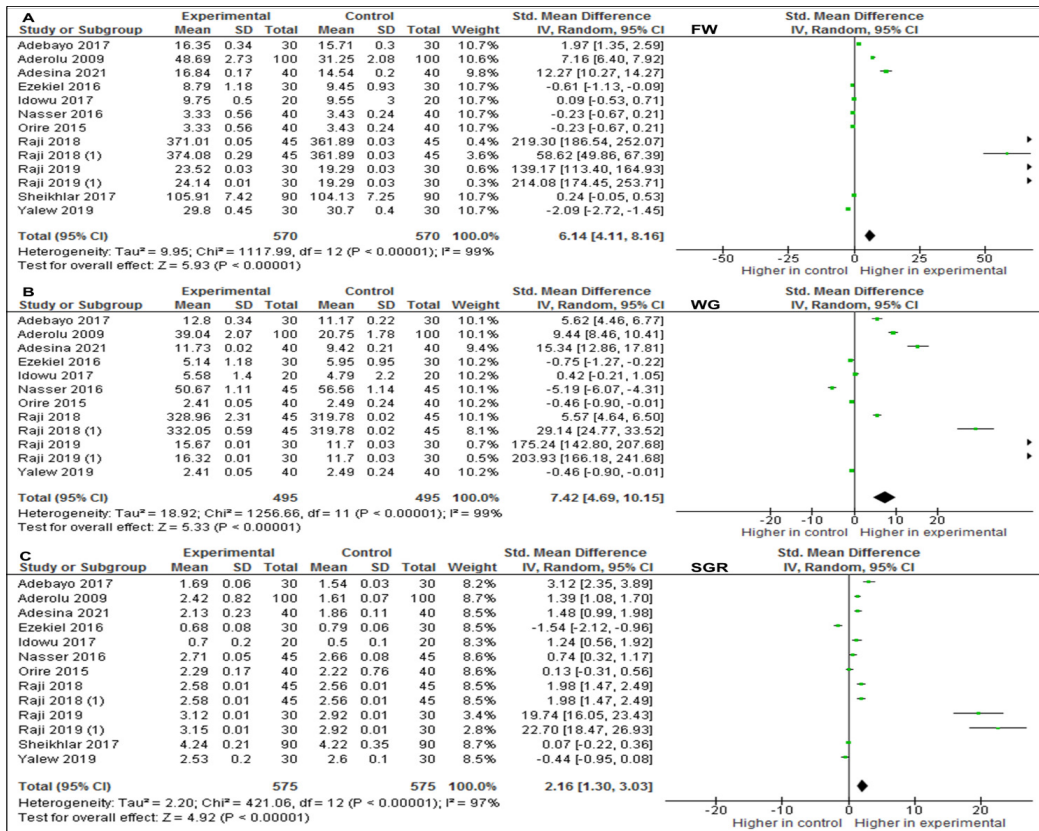 A Experimental Control Std. Mean Difference Std. Mean Difference
Study or Subgroup Mean SD Total Mean SD Total Weight IV, Random, 95% CI FW IV, Random, 95% CI
Adebayo 2017 16.35 0.34 30 15.71 0.3 30 10.7% 1.97 [1.35, 2.59]
Aderolu 2009 48.69 2.73 100 31.25 2.08 100 10.7% 7.16 [6.40, 7.92]
Adesina 2021 16.84 0.17 40 14.54 0.2 40 9.8% 12.27 [10.27, 14.27]
Ezekiel 2016 8.79 1.18 30 9.45 0.93 30 10.7% -0.61 [-1.13, -0.09]
Idowu 2017 9.75 0.5 20 9.55 3 20 10.7% 0.09 [-0.53, 0.71]
Nasser 2016 3.33 0.56 40 3.43 0.24 40 10.7% -0.23 [-0.67, 0.21]
Orire 2015 3.33 0.56 40 3.43 0.24 40 10.7% -0.23 [-0.67, 0.21]
Raji 2018 371.01 0.05 45 361.89 0.03 45 0.4% 219.30 [186.54, 252.07]
Raji 2018 (1) 374.08 0.29 45 361.89 0.03 45 3.6% 58.62 [49.86, 67.39]
Raji 2019 23.52 0.03 30 19.29 0.03 30 0.6% 139.17 [113.40, 164.93]
Raji 2019 (1) 24.14 0.01 30 19.29 0.03 30 0.3% 214.08 [174.45, 253.71]
Sheikhlar 2017 105.91 7.42 90 104.13 7.25 90 10.7% 0.24 [-0.05, 0.53]
Yalew 2019 29.8 0.45 30 30.7 0.4 30 10.7% -2.09 [-2.72, -1.45]
Total (95% CI) 570 570 100.0% 6.14 [4.11, 8.16]
Heterogeneity: Tau² = 9.95; Chi² = 1117.99, df = 12 (P < 0.00001); I² = 99%
Test for overall effect: Z = 5.93 (P < 0.00001)
-50 -25 0 25 50
Higher in control Higher in experimental
B Experimental Control Std. Mean Difference Std. Mean Difference
Study or Subgroup Mean SD Total Mean SD Total Weight IV, Random, 95% CI WG IV, Random, 95% CI
Adebayo 2017 12.8 0.34 30 11.17 0.22 30 10.1% 5.62 [4.46, 6.77]
Aderolu 2009 39.04 2.07 100 20.75 1.78 100 10.1% 9.44 [8.46, 10.41]
Adesina 2021 11.73 0.02 40 9.42 0.21 40 9.4% 15.34 [12.86, 17.81]
Ezekiel 2016 5.14 1.18 30 5.95 0.95 30 10.2% -0.75 [-1.27, -0.22]
Idowu 2017 5.58 1.4 20 4.79 2.2 20 10.2% 0.42 [-0.21, 1.05]
Nasser 2016 50.67 1.11 45 56.56 1.14 45 10.2% -5.19 [-6.07, -4.31]
Orire 2015 2.41 0.05 40 2.49 0.24 40 10.2% -0.46 [-0.90, -0.01]
Raji 2018 328.96 2.31 45 319.78 0.02 45 10.1% 5.57 [4.64, 6.50]
Raji 2018 (1) 332.05 0.59 45 319.78 0.02 45 8.1% 29.14 [24.77, 33.52]
Raji 2019 15.67 0.01 30 11.7 0.03 30 0.7% 175.24 [142.80, 207.68]
Raji 2019 (1) 16.32 0.01 30 11.7 0.03 30 0.5% 203.93 [166.18, 241.68]
Yalew 2019 2.41 0.05 40 2.49 0.24 40 10.2% -0.46 [-0.90, -0.01]
Total (95% CI) 495 495 100.0% 7.42 [4.69, 10.15]
Heterogeneity: Tau² = 18.92; Chi² = 1256.66, df = 11 (P < 0.00001); I² = 99%
Test for overall effect: Z = 5.33 (P < 0.00001)
-20 -10 0 10 20
Higher in control Higher in experimental
C Experimental Control Std. Mean Difference Std. Mean Difference
Study or Subgroup Mean SD Total Mean SD Total Weight IV, Random, 95% CI SGR IV, Random, 95% CI
Adebayo 2017 1.69 0.06 30 1.54 0.03 30 8.2% 3.12 [2.35, 3.89]
Aderolu 2009 2.42 0.82 100 1.61 0.07 100 8.7% 1.39 [1.08, 1.70]
Adesina 2021 2.13 0.23 40 1.86 0.11 40 8.6% 1.48 [0.99, 1.98]
Ezekiel 2016 0.68 0.08 30 0.79 0.06 30 8.5% -1.54 [-2.12, -0.96]
Idowu 2017 0.7 0.2 20 0.5 0.1 20 8.3% 1.24 [0.56, 1.92]
Nasser 2016 2.71 0.05 45 2.66 0.08 45 8.6% 0.74 [0.32, 1.17]
Orire 2015 2.29 0.17 40 2.22 0.76 40 8.6% 0.13 [-0.31, 0.56]
Raji 2018 2.58 0.01 45 2.56 0.01 45 8.5% 1.98 [1.47, 2.49]
Raji 2018 (1) 2.58 0.01 45 2.56 0.01 45 8.5% 1.98 [1.47, 2.49]
Raji 2019 3.12 0.01 30 2.92 0.01 30 3.4% 19.74 [16.05, 23.43]
Raji 2019 (1) 3.15 0.01 30 2.92 0.01 30 2.8% 22.70 [18.47, 26.93]
Sheikhlar 2017 4.24 0.21 90 4.22 0.35 90 8.7% 0.07 [-0.22, 0.36]
Yalew 2019 2.53 0.2 30 2.6 0.1 30 8.6% -0.44 [-0.95, 0.08]
Total (95% CI) 575 575 100.0% 2.16 [1.30, 3.03]
Heterogeneity: Tau² = 2.20; Chi² = 421.06, df = 12 (P < 0.00001); I² = 97%
Test for overall effect: Z = 4.92 (P < 0.00001)
-20 -10 0 10 20
Higher in control Higher in experimental